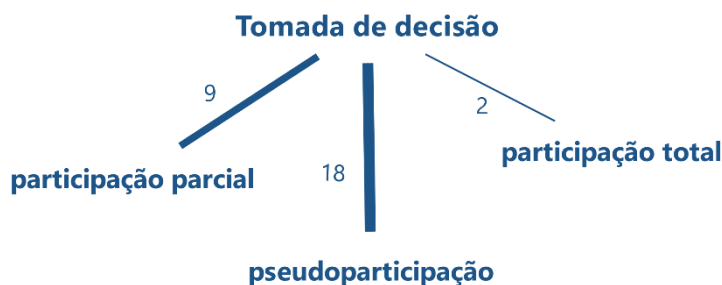 Tomada de decisão
9
2
participação total
participação parcial
18
pseudoparticipação